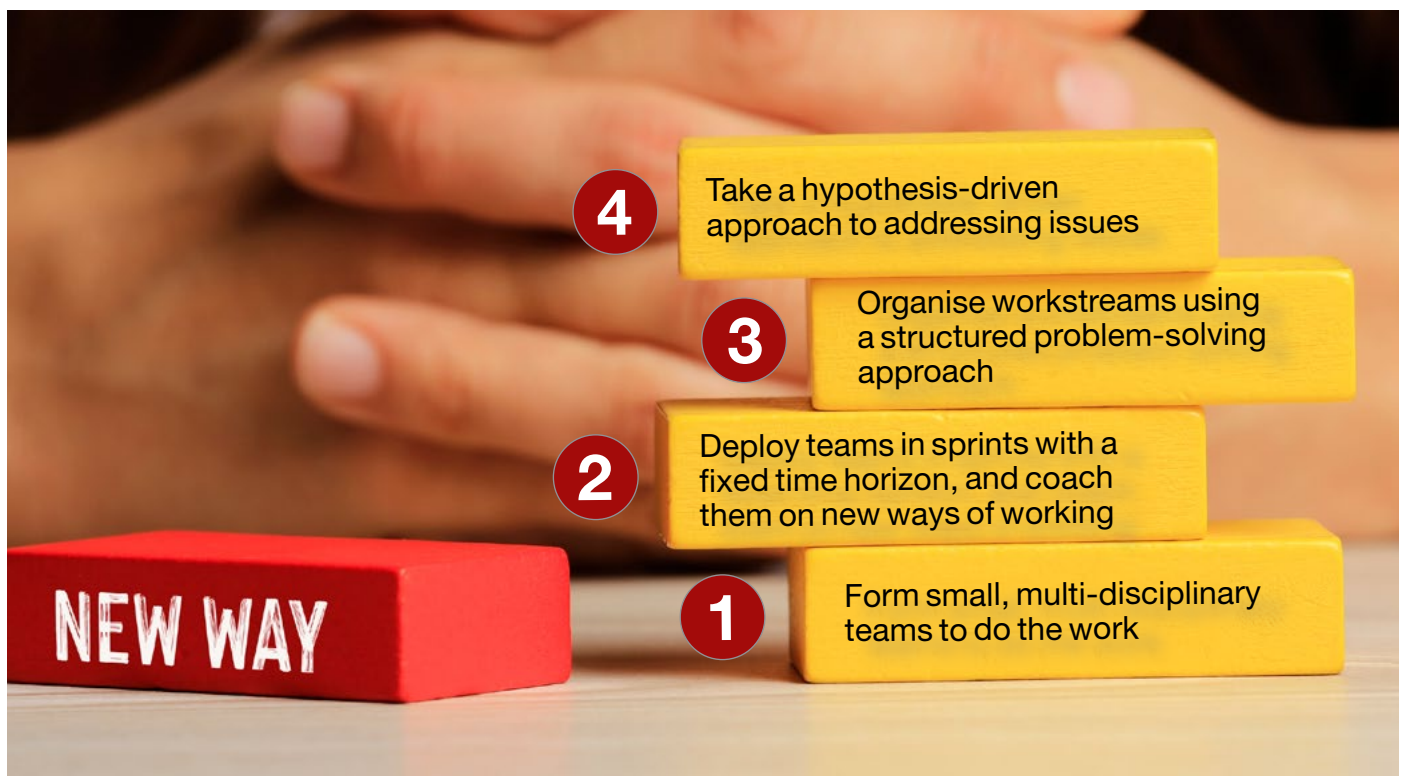 4
Take a hypothesis-driven
approach to addressing issues
3
Organise workstreams using
a structured problem-solving
approach
2
Deploy teams in sprints with a
fixed time horizon, and coach
them on new ways of working
NEW WAY
1
Form small, multi-disciplinary
teams to do the work